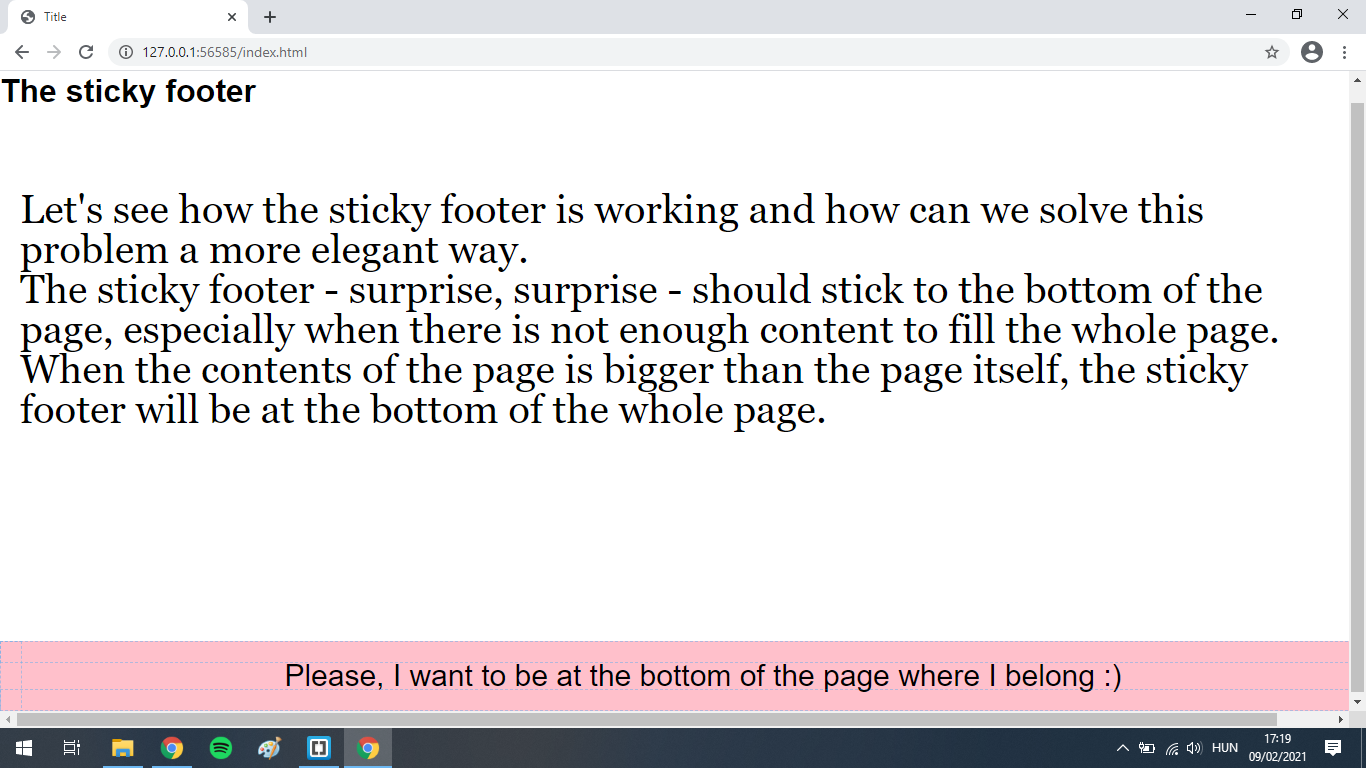 Title
127.0.0.1:56585/index.html
The sticky footer
Let's see how the sticky footer is working and how can we solve this
problem a more elegant way.
The sticky footer - surprise, surprise - should stick to the bottom of the
page, especially when there is not enough content to fill the whole page.
When the contents of the page is bigger than the page itself, the sticky
footer will be at the bottom of the whole page.
Please, I want to be at the bottom of the page where I belong :)
HUN
17:19
09/02/2021